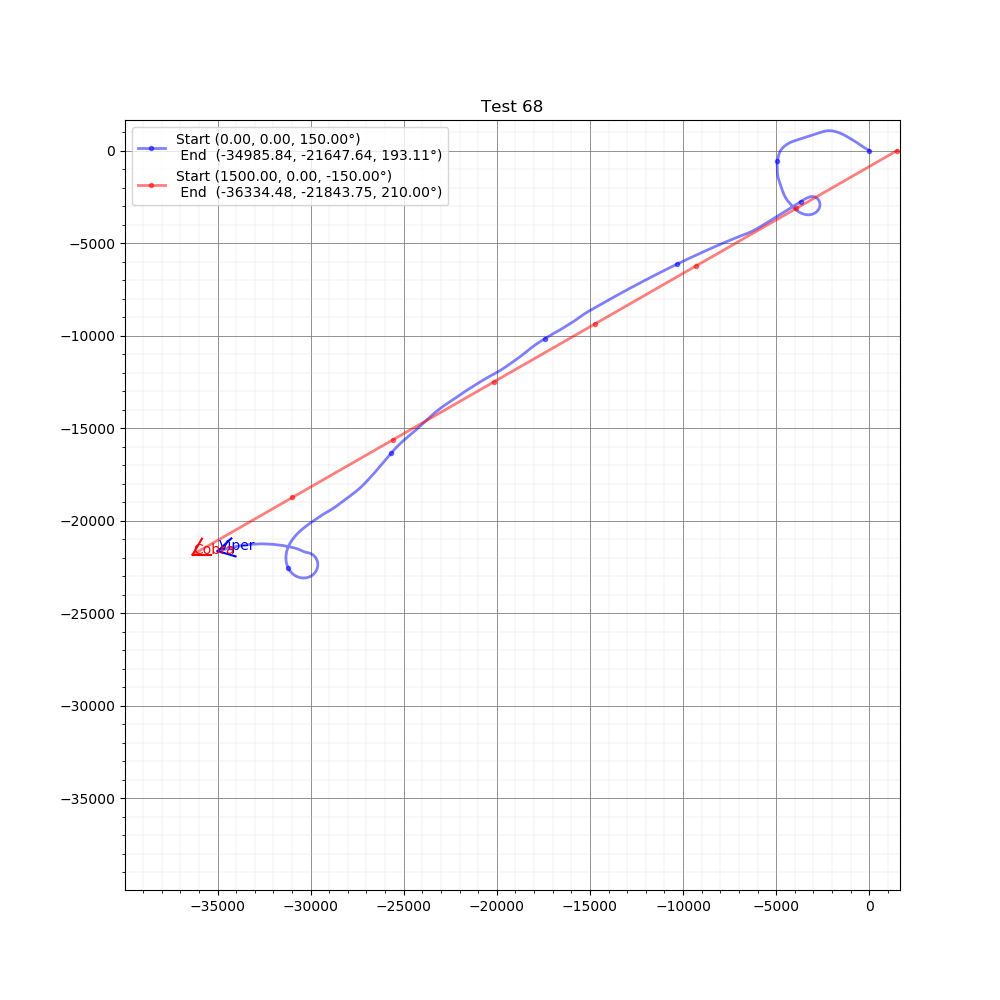 Test 68
Start (0.00, 0.00, 150.00°)
End (-34985.84, -21647.64, 193.11°)
Start (1500.00, 0.00, -150.00°)
End (-36334.48, -21843.75, 210.00°)
0
−5000
−10000
−15000
−20000
Cobra
Viper
−25000
−30000
−35000
−35000 −30000 −25000 −20000 −15000 −10000 −5000 0